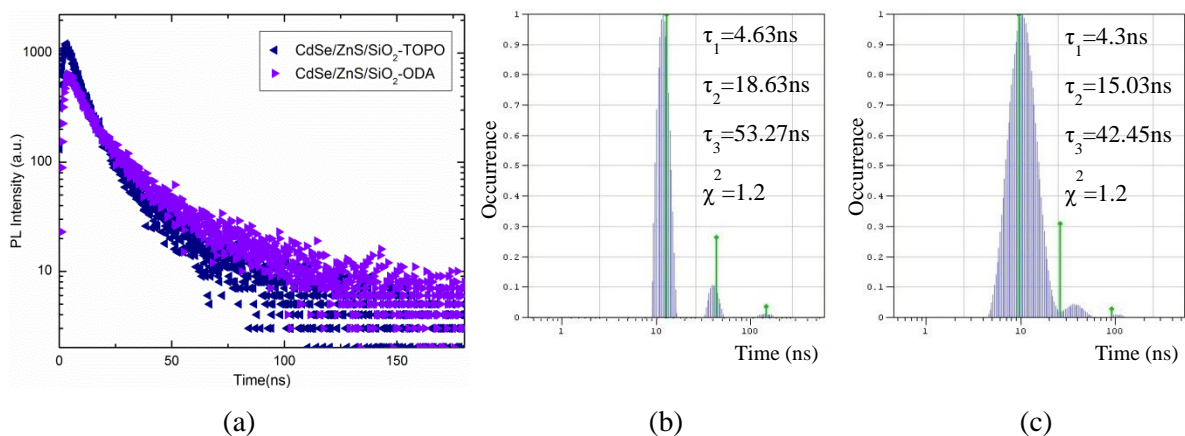 1000
100
10
PL Intensity (a.u.)
0
50
100
150
Time(ns)
CdSe/ZnS/SiO₂-TOPO
CdSe/ZnS/SiO₂-ODA
(a)
1
0.9
0.8
0.7
0.6
0.5
0.4
0.3
0.2
0.1
0
Occurrence
τ₁=4.63ns
τ₂=18.63ns
τ₃=53.27ns
χ²=1.2
1
10
100
Time (ns)
(b)
1
0.9
0.8
0.7
0.6
0.5
0.4
0.3
0.2
0.1
0
Occurrence
τ₁=4.3ns
τ₂=15.03ns
τ₃=42.45ns
χ²=1.2
1
10
100
Time (ns)
(c)